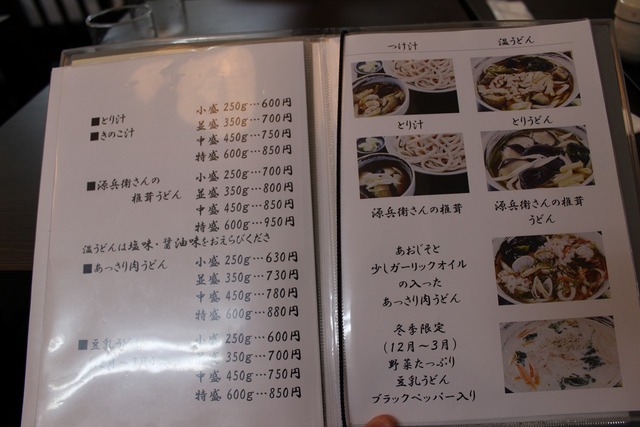 ■とり汁
■きのこ汁
小盛 250g…600円
並盛 350g…700円
中盛 450g…750円
特盛 600g…850円
■源兵衛さんの
椎茸うどん
小盛 250g…700円
並盛 350g…800円
中盛 450g…850円
特盛 600g…950円
温うどんは塩味・醤油味をおえらびくださ
■あっさり肉うどん
小盛 250g…630円
並盛 350g…730円
中盛 450g…780円
特盛 600g…880円
■豆乳うど
小盛 250g…600円
盛 350g…700円
中盛 450g…750円
特盛 600g…850円
つけ汁
温うどん
とり汁
とりうどん
源兵衛さんの椎茸
源兵衛さんの椎茸
うどん
あおじそと
少しガーリックオイル
の入った
あっさり肉うどん
冬季限定
(12月〜3月)
野菜たっぷり
豆乳うどん
ブラックペッパー入り